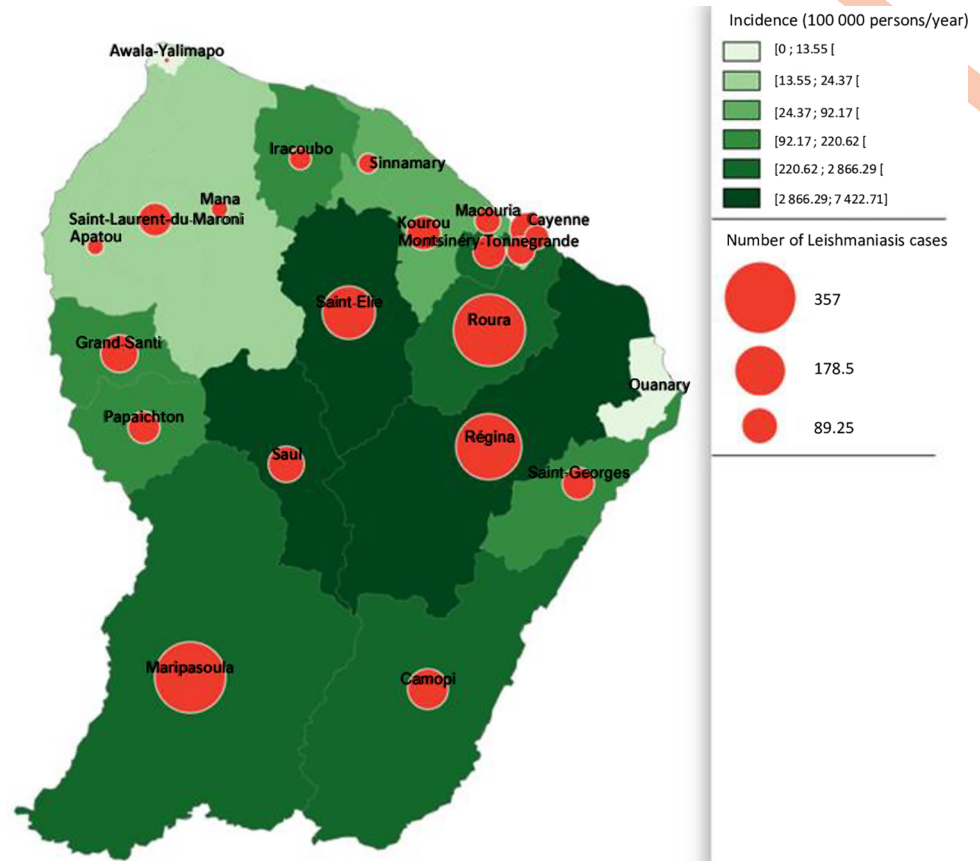 Awala-Yalimapo
Iracoubo
Sinnamary
Mana
Saint-Laurent-du-Maroni
Apatou
Macouria
Kourou
Cayenne
Montsinéry-Tonnegrande
Saint-Elie
Roura
Grand-Santi
Ouanary
Papaichton
Régina
Saul
Saint-Georges
Maripasoula
Camopi
Incidence (100 000 persons/year)
[0 ; 13.55 [
[13.55 ; 24.37 [
[24.37; 92.17 [
[92.17 ; 220.62 [
[220.62 ; 2 866.29 [
[2 866.29; 7 422.71]
Number of Leishmaniasis cases
357
178.5
89.25